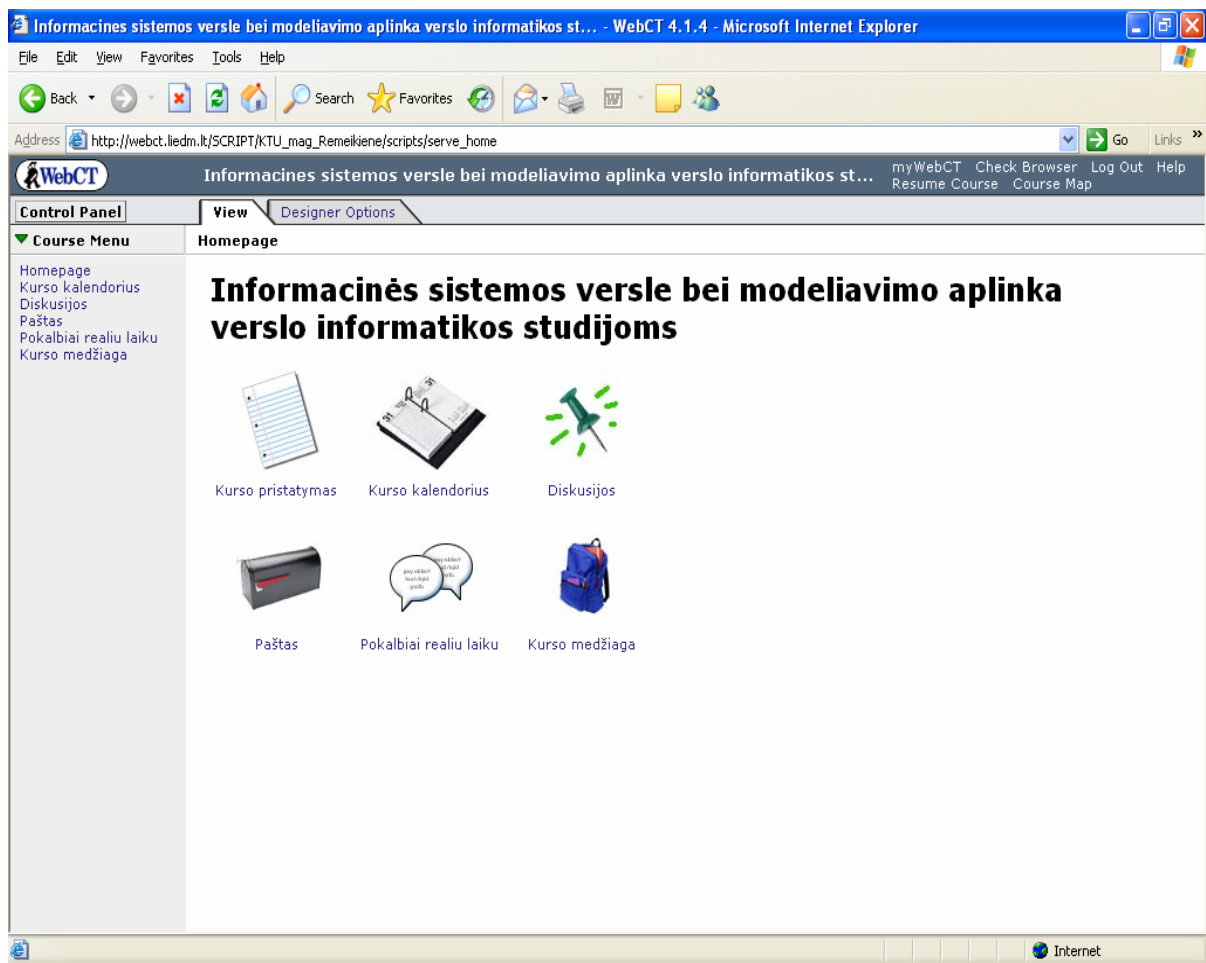 Informacines sistemos versle bei modeliavimo aplinka verslo informatikos st... - WebCT 4.1.4 - Microsoft Internet Explorer
File Edit View Favorites Tools Help
Back Search Favorites
Address http://webct.liedm.lt/SCRIPT/KTU_mag_Remeikiene/scripts/serve_home Go Links »
WebCT Informacines sistemos versle bei modeliavimo aplinka verslo informatikos st... myWebCT Check Browser Log Out Help
Resume Course Course Map
Control Panel View Designer Options
Course Menu Homepage
Homepage
Kurso kalendorius
Diskusijos
Paštas
Pokalbiai realiu laiku
Kurso medžiaga
Informacinės sistemos versle bei modeliavimo aplinka
verslo informatikos studijoms
31 31
Kurso pristatymas Kurso kalendorius Diskusijos
Paštas Pokalbiai realiu laiku Kurso medžiaga
Internet